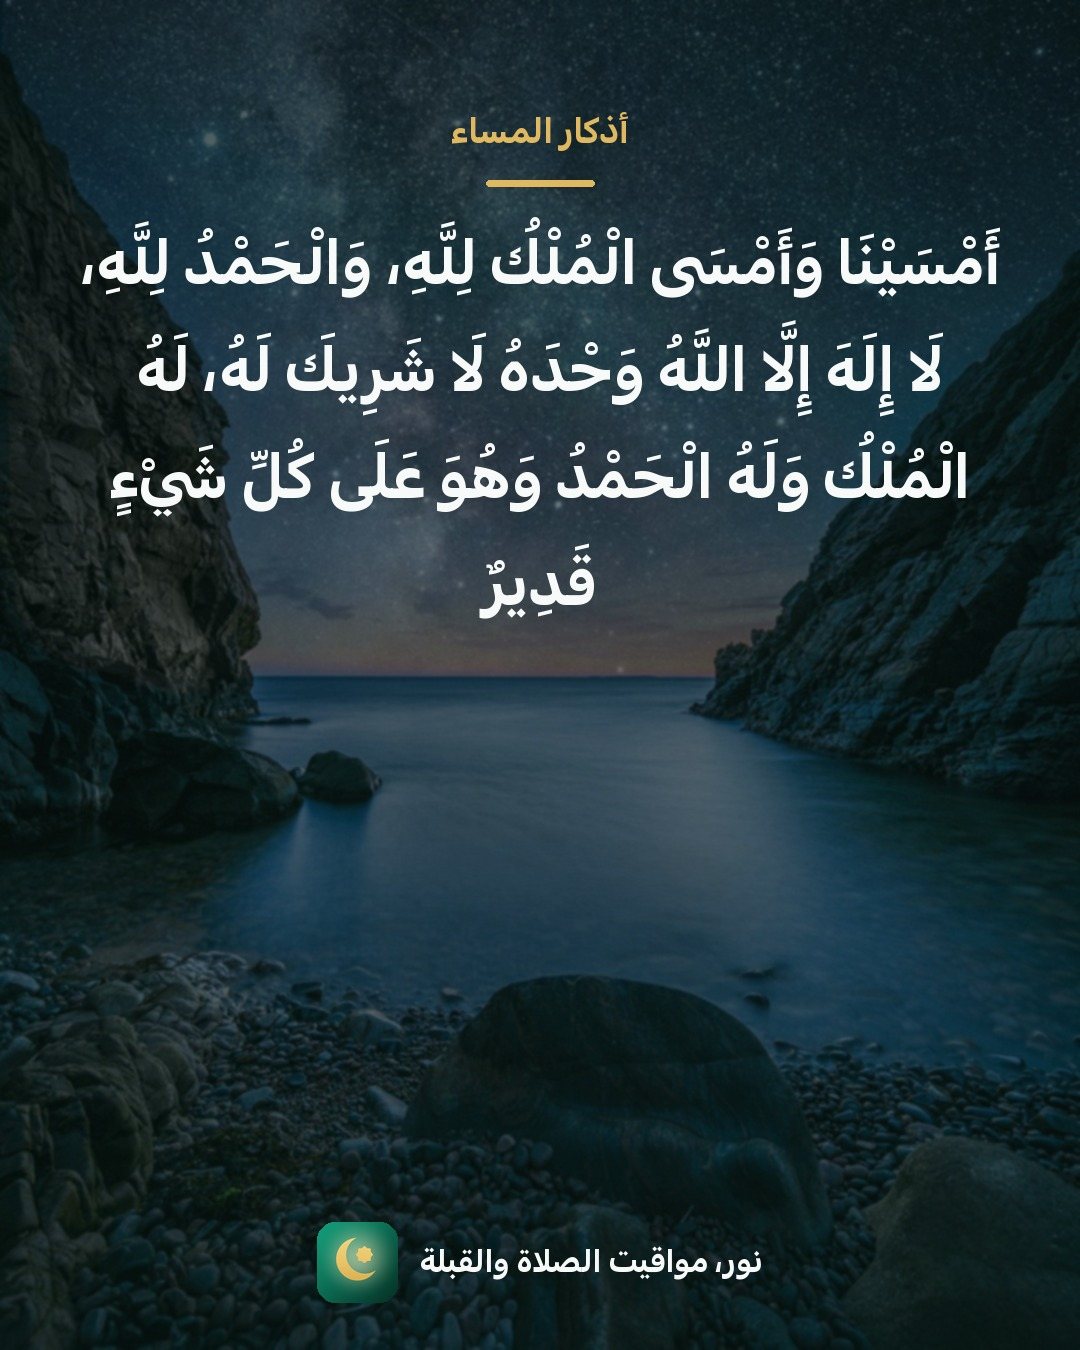 أذكار المساء
أَمْسَيْنَا وَأَمْسَى الْمُلْك لِلَّهِ، وَالْحَمْدُ لِلَّهِ،
لَا إِلَهَ إِلَّا اللَّهُ وَحْدَهُ لَا شَرِيكَ لَهُ، لَهُ
الْمُلْك وَلَهُ الْحَمْدُ وَهُوَ عَلَى كُلِّ شَيْءٍ
قَدِيرٌ
نور، مواقيت الصلاة والقبلة